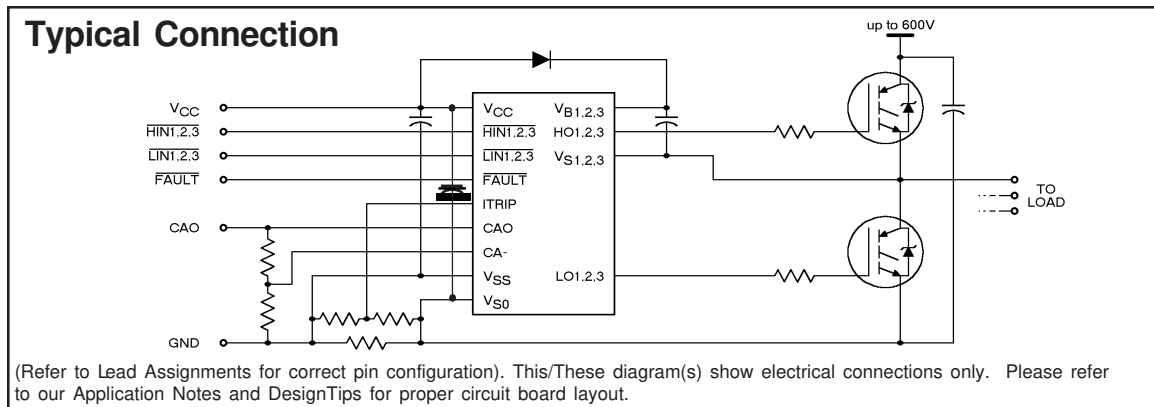 Typical Connection
up to 600V
VCC
HIN1,2,3
LIN1,2,3
FAULT
CAO
GND
VCC
HIN1,2,3
LIN1,2,3
FAULT
ITRIP
CAO
CA-
VSS
VS0
VB1,2,3
HO1,2,3
VS1,2,3
LO1,2,3
TO
LOAD
(Refer to Lead Assignments for correct pin configuration). This/These diagram(s) show electrical connections only. Please refer
to our Application Notes and DesignTips for proper circuit board layout.